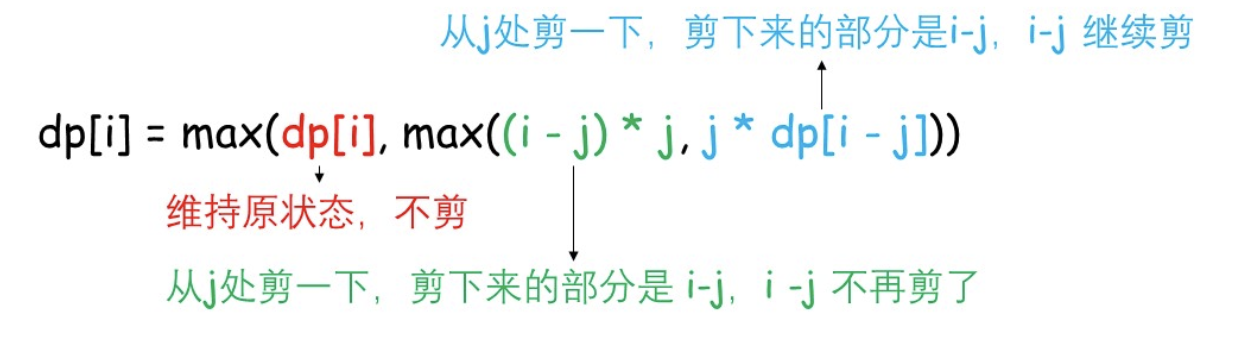 从j处剪一下，剪下来的部分是i-j，i-j 继续剪
dp[i] = max(dp[i], max((i - j) * j, j * dp[i - j]))
维持原状态，不剪
从j处剪一下，剪下来的部分是 i-j，i -j 不再剪了